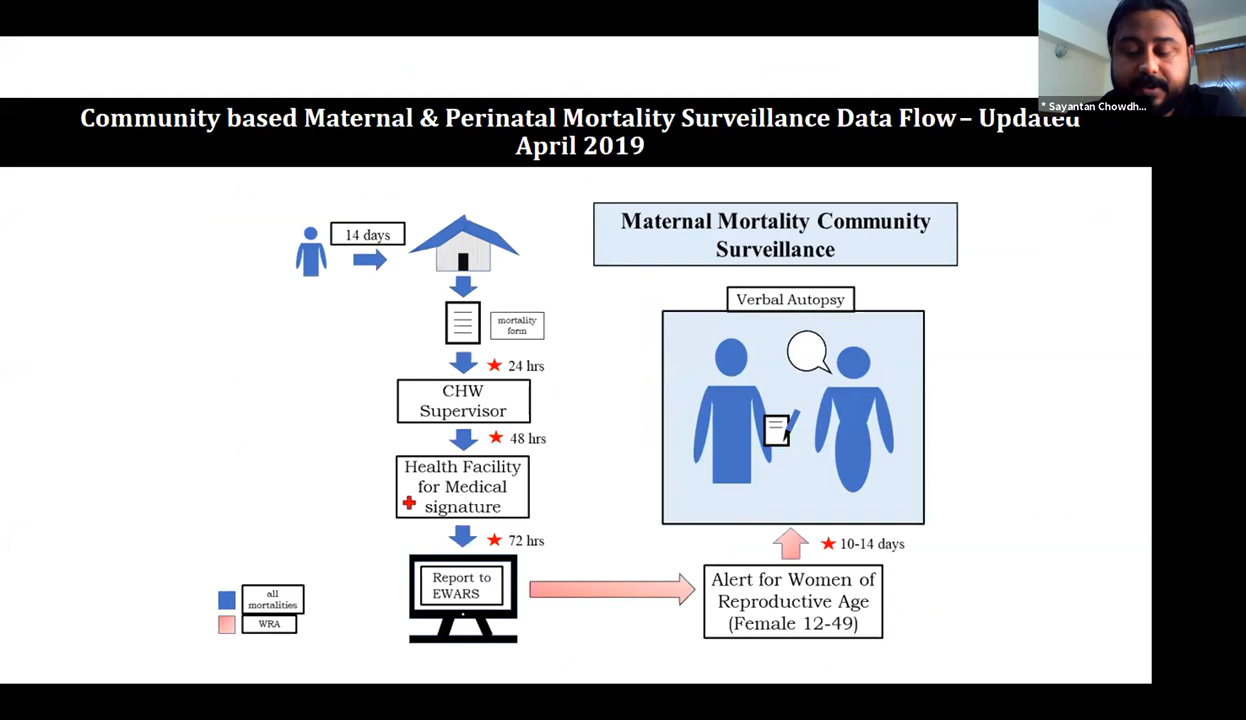 * Sayantan Chowdh...
Community based Maternal & Perinatal Mortality Surveillance Data Flow – Updated
April 2019
14 days
mortality
form
24 hrs
CHW
Supervisor
48 hrs
Health Facility
for Medical
signature
72 hrs
Report to
EWARS
all
mortalities
WRA
Maternal Mortality Community
Surveillance
Verbal Autopsy
10-14 days
Alert for Women of
Reproductive Age
(Female 12-49)